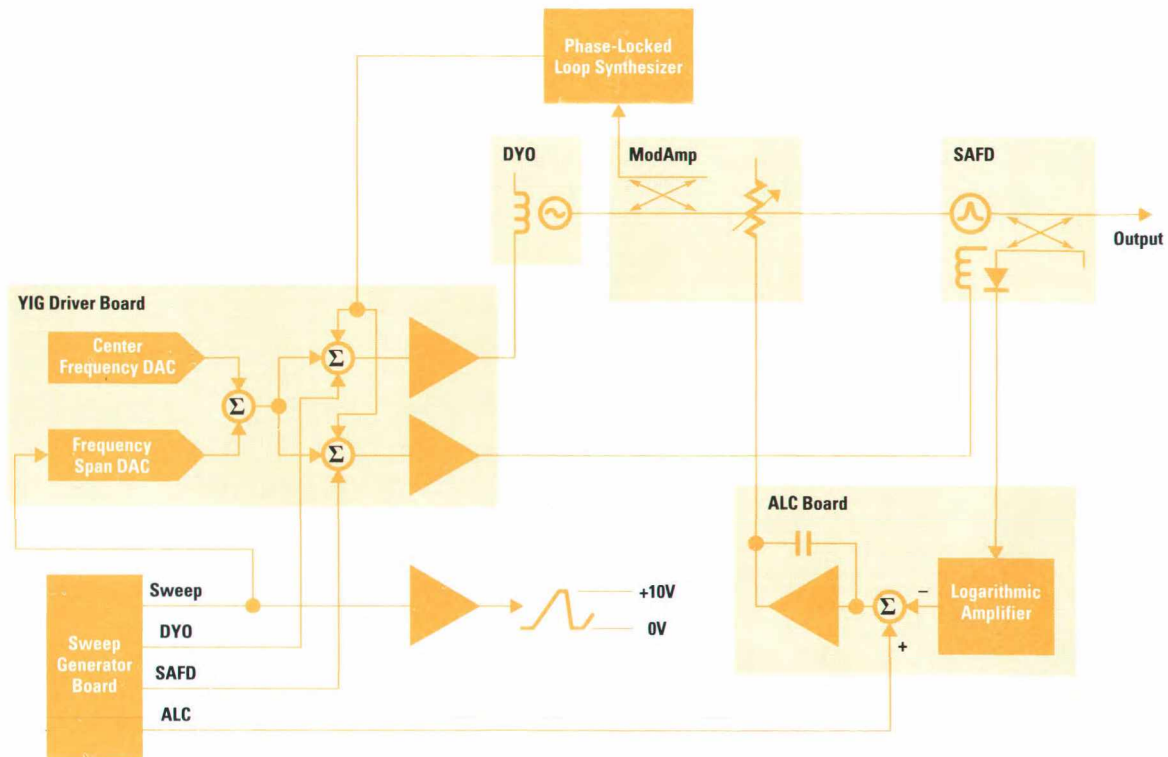 Phase-Locked
Loop Synthesizer
DYO
ModAmp
SAFD
Output
YIG Driver Board
Center
Frequency DAC
Σ
Σ
Σ
Frequency
Span DAC
ALC Board
Logarithmic
Amplifier
Σ
−
+
Sweep
Generator
Board
Sweep
DYO
SAFD
ALC
+10V
0V